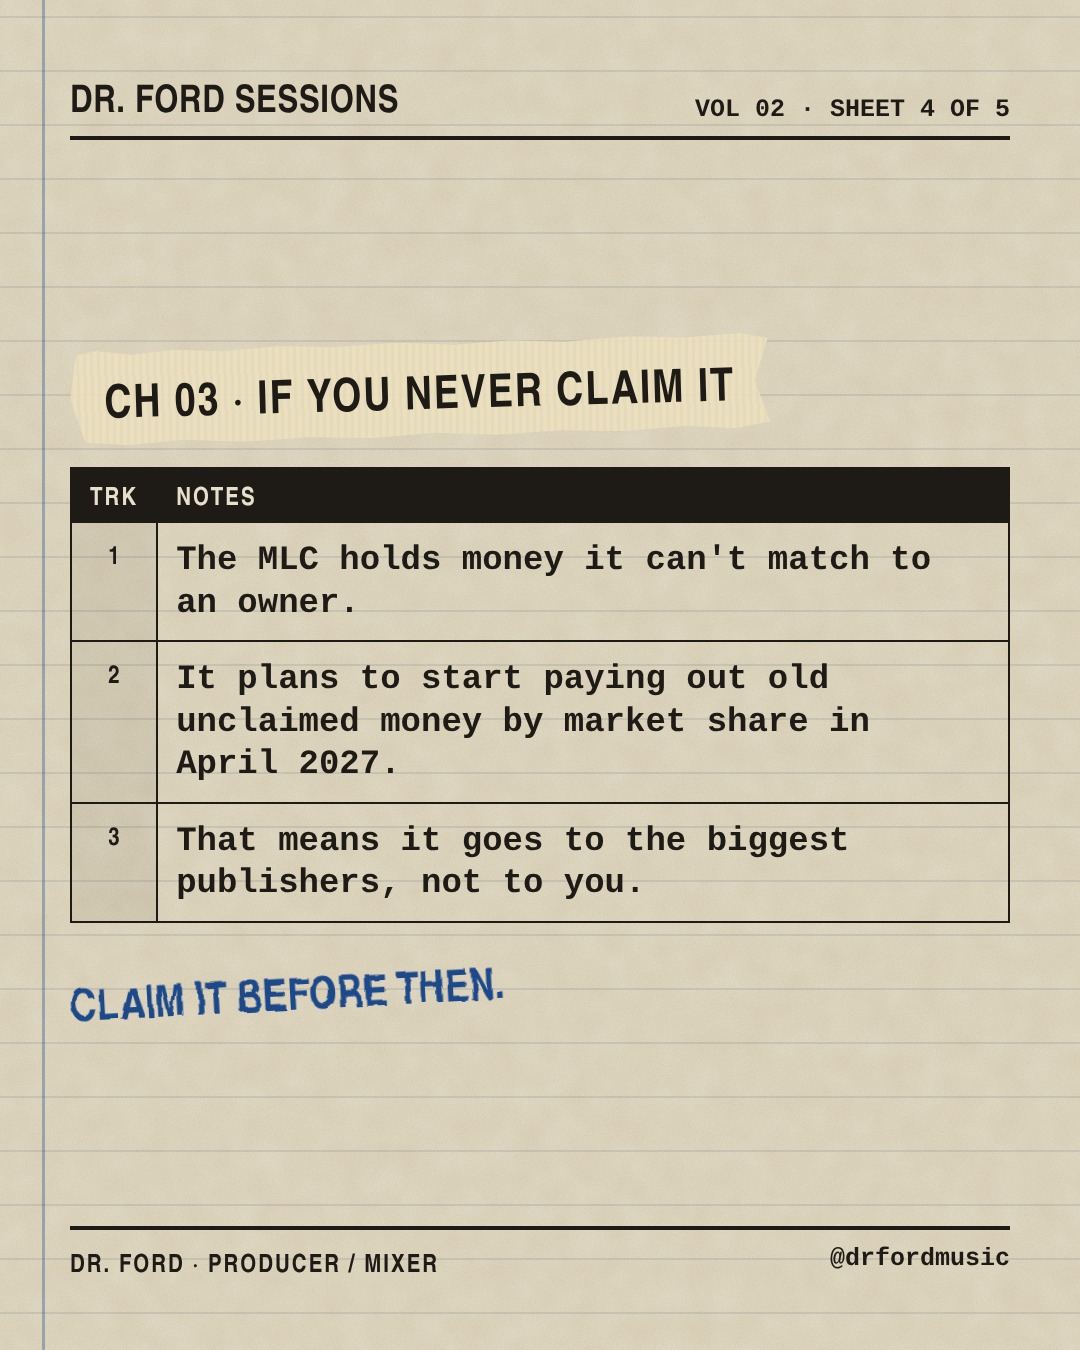 DR. FORD SESSIONS
VOL 02 · SHEET 4 OF 5
CH 03 · IF YOU NEVER CLAIM IT
TRK NOTES
1 The MLC holds money it can't match to
an owner.
2 It plans to start paying out old
unclaimed money by market share in
April 2027.
3 That means it goes to the biggest
publishers, not to you.
CLAIM IT BEFORE THEN.
DR. FORD · PRODUCER / MIXER
@drfordmusic